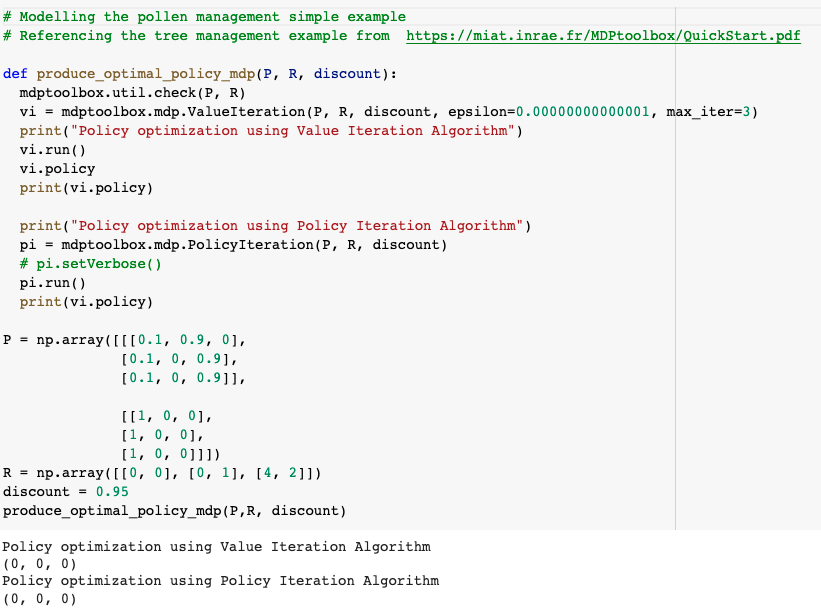 # Modelling the pollen management simple example
# Referencing the tree management example from  https://miat.inrae.fr/MDPtoolbox/QuickStart.pdf
def produce_optimal_policy_mdp(P, R, discount):
  mdptoolbox.util.check(P, R)
  vi = mdptoolbox.mdp.ValueIteration(P, R, discount, epsilon=0.00000000000001, max_iter=3)
  print("Policy optimization using Value Iteration Algorithm")
  vi.run()
  vi.policy
  print(vi.policy)
  print("Policy optimization using Policy Iteration Algorithm")
  pi = mdptoolbox.mdp.PolicyIteration(P, R, discount)
  # pi.setVerbose()
  pi.run()
  print(vi.policy)
P = np.array([[[0.1, 0.9, 0],
              [0.1, 0, 0.9],
              [0.1, 0, 0.9]],
              [[1, 0, 0],
              [1, 0, 0],
              [1, 0, 0]]])
R = np.array([[0, 0], [0, 1], [4, 2]])
discount = 0.95
produce_optimal_policy_mdp(P,R, discount)
Policy optimization using Value Iteration Algorithm
(0, 0, 0)
Policy optimization using Policy Iteration Algorithm
(0, 0, 0)